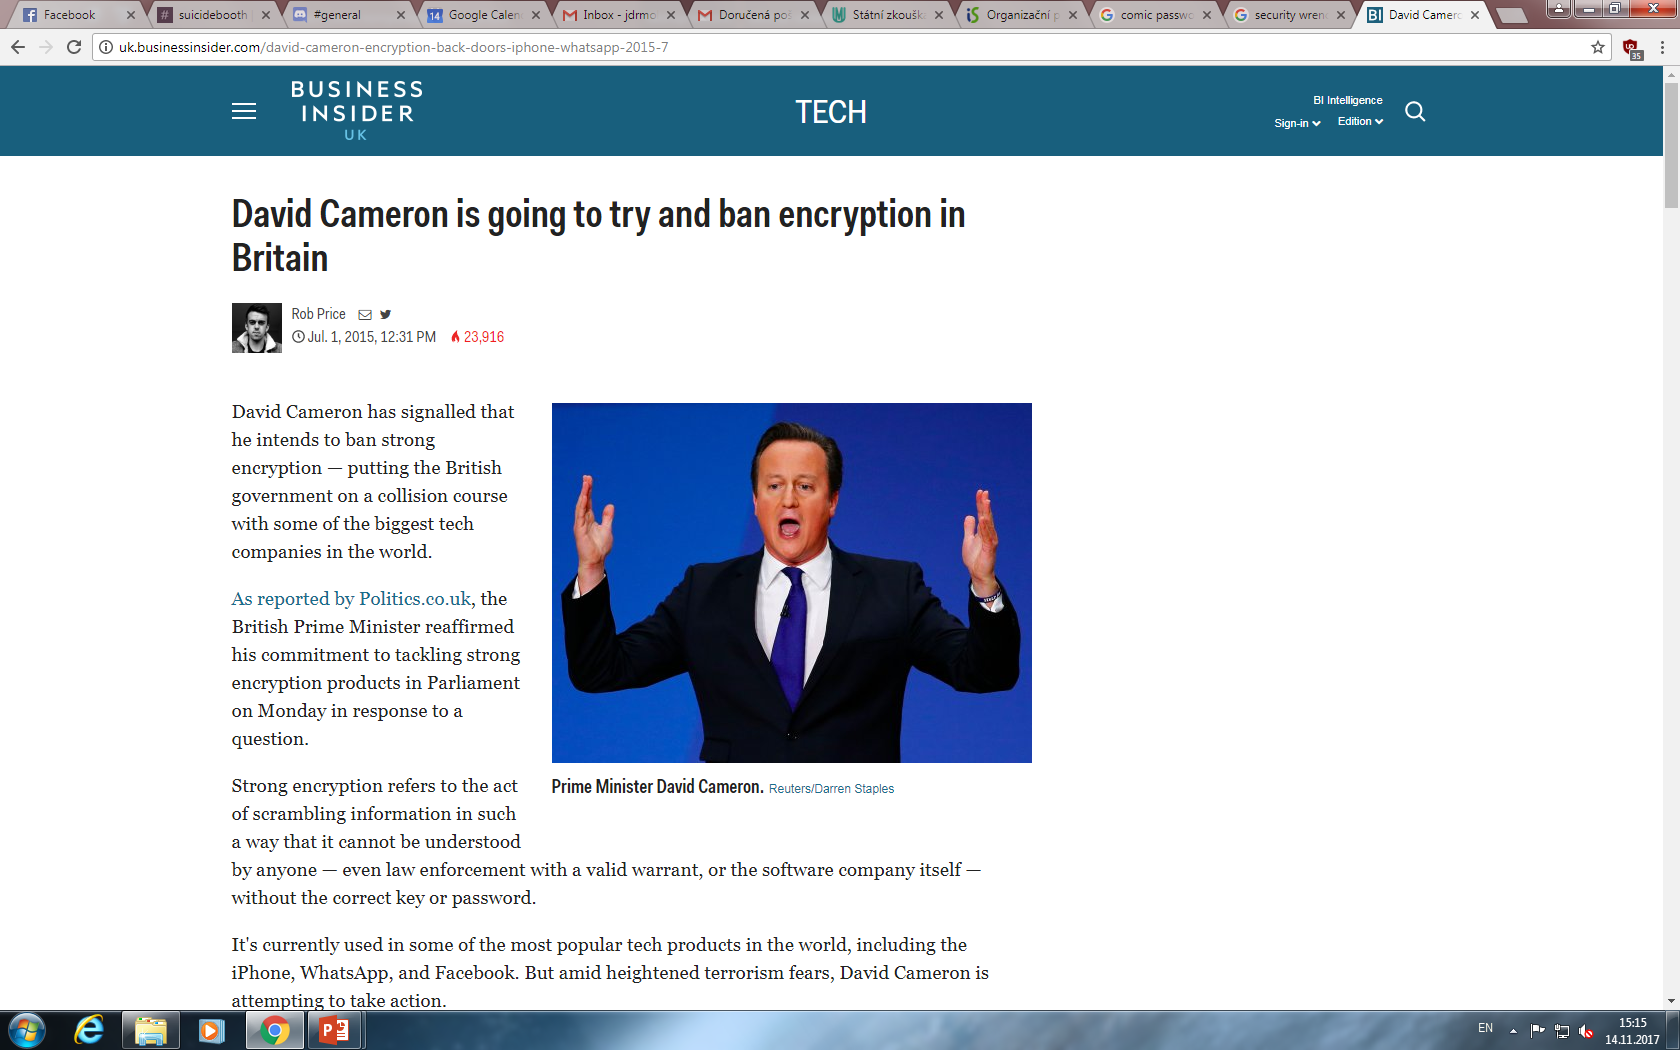 Facebook
suicidebooth
#general
Google Calen
Inbox - jdrmo
Doručená poš
Státní zkoušk
Organizační p
comic passwo
security wren
David Camero
uk.businessinsider.com/david-cameron-encryption-back-doors-iphone-whatsapp-2015-7
35
BUSINESS
INSIDER
UK
TECH
BI Intelligence
Sign-in
Edition
David Cameron is going to try and ban encryption in
Britain
Rob Price
Jul. 1, 2015, 12:31 PM 23,916
David Cameron has signalled that
he intends to ban strong
encryption — putting the British
government on a collision course
with some of the biggest tech
companies in the world.
As reported by Politics.co.uk, the
British Prime Minister reaffirmed
his commitment to tackling strong
encryption products in Parliament
on Monday in response to a
question.
Prime Minister David Cameron. Reuters/Darren Staples
Strong encryption refers to the act
of scrambling information in such
a way that it cannot be understood
by anyone — even law enforcement with a valid warrant, or the software company itself —
without the correct key or password.
It's currently used in some of the most popular tech products in the world, including the
iPhone, WhatsApp, and Facebook. But amid heightened terrorism fears, David Cameron is
attempting to take action.
EN
15:15
14.11.2017